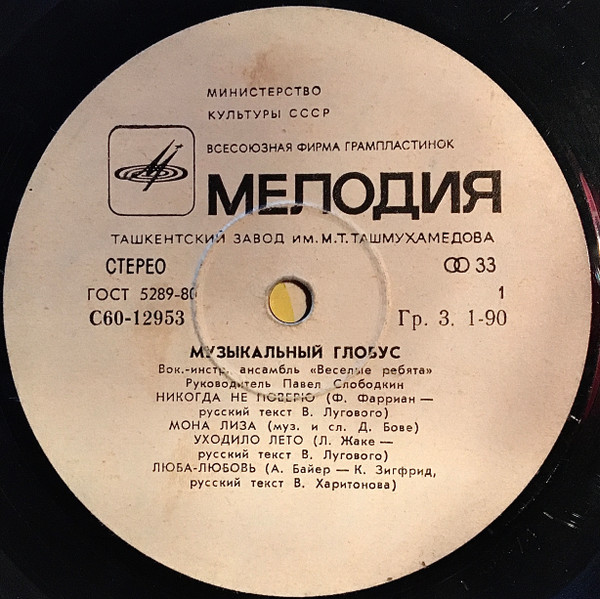 МИНИСТЕРСТВО
КУЛЬТУРЫ СССР
ВСЕСОЮЗНАЯ ФИРМА ГРАМПЛАСТИНОК
МЕЛОДИЯ
ТАШКЕНТСКИЙ ЗАВОД им. М.Т. ТАШМУХАМЕДОВА
СТЕРЕО 33
ГОСТ 5289-80 1
С60-12953 Гр. 3. 1-90
МУЗЫКАЛЬНЫЙ ГЛОБУС
Вок.-инстр. ансамбль «Веселые ребята»
Руководитель Павел Слободкин
НИКОГДА НЕ ПОВЕРЮ (Ф. Фарриан —
русский текст В. Лугового)
МОНА ЛИЗА (муз. и сл. Д. Бове)
УХОДИЛО ЛЕТО (Л. Жаке —
русский текст В. Лугового)
ЛЮБА-ЛЮБОВЬ (А. Байер — К. Зигфрид,
русский текст В. Харитонова)